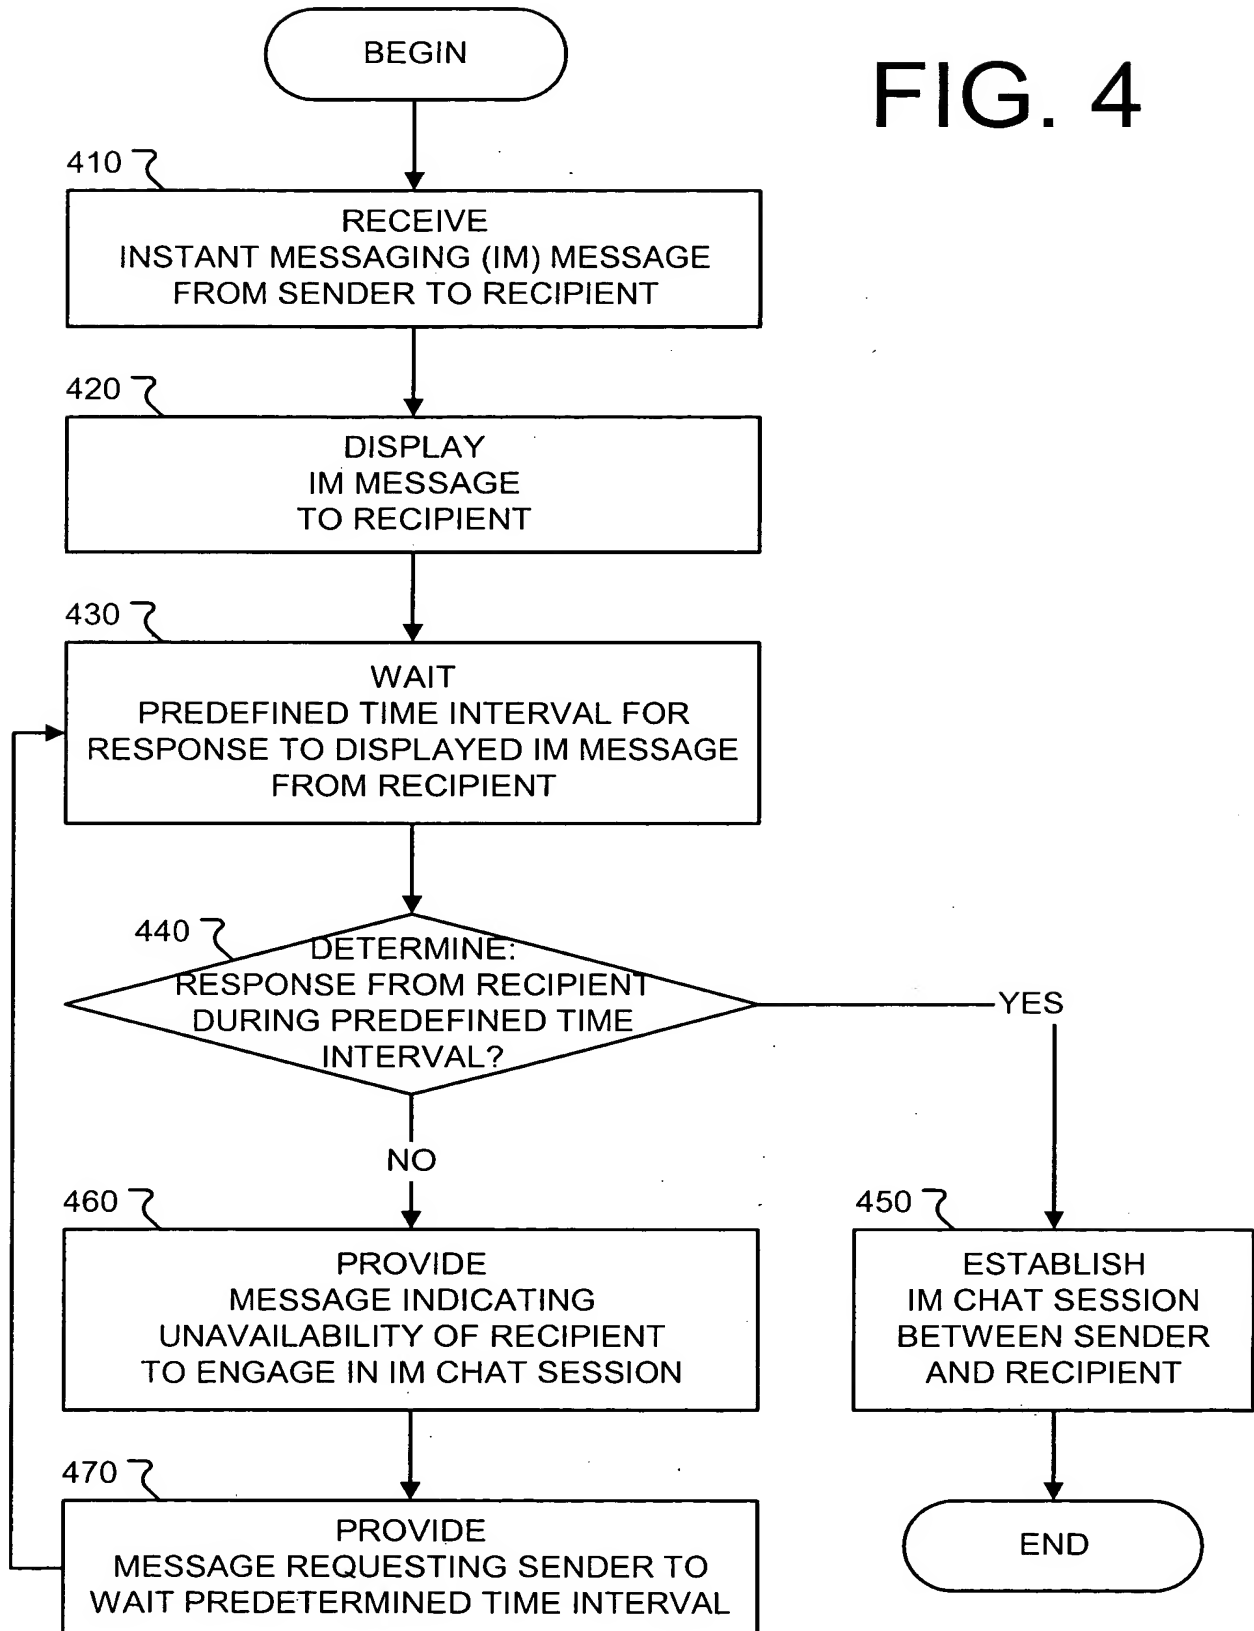 BEGIN
FIG. 4
410
RECEIVE
INSTANT MESSAGING (IM) MESSAGE
FROM SENDER TO RECIPIENT
420
DISPLAY
IM MESSAGE
TO RECIPIENT
430
WAIT
PREDEFINED TIME INTERVAL FOR
RESPONSE TO DISPLAYED IM MESSAGE
FROM RECIPIENT
440
DETERMINE:
RESPONSE FROM RECIPIENT
DURING PREDEFINED TIME
INTERVAL?
YES
NO
460
PROVIDE
MESSAGE INDICATING
UNAVAILABILITY OF RECIPIENT
TO ENGAGE IN IM CHAT SESSION
450
ESTABLISH
IM CHAT SESSION
BETWEEN SENDER
AND RECIPIENT
470
PROVIDE
MESSAGE REQUESTING SENDER TO
WAIT PREDETERMINED TIME INTERVAL
END